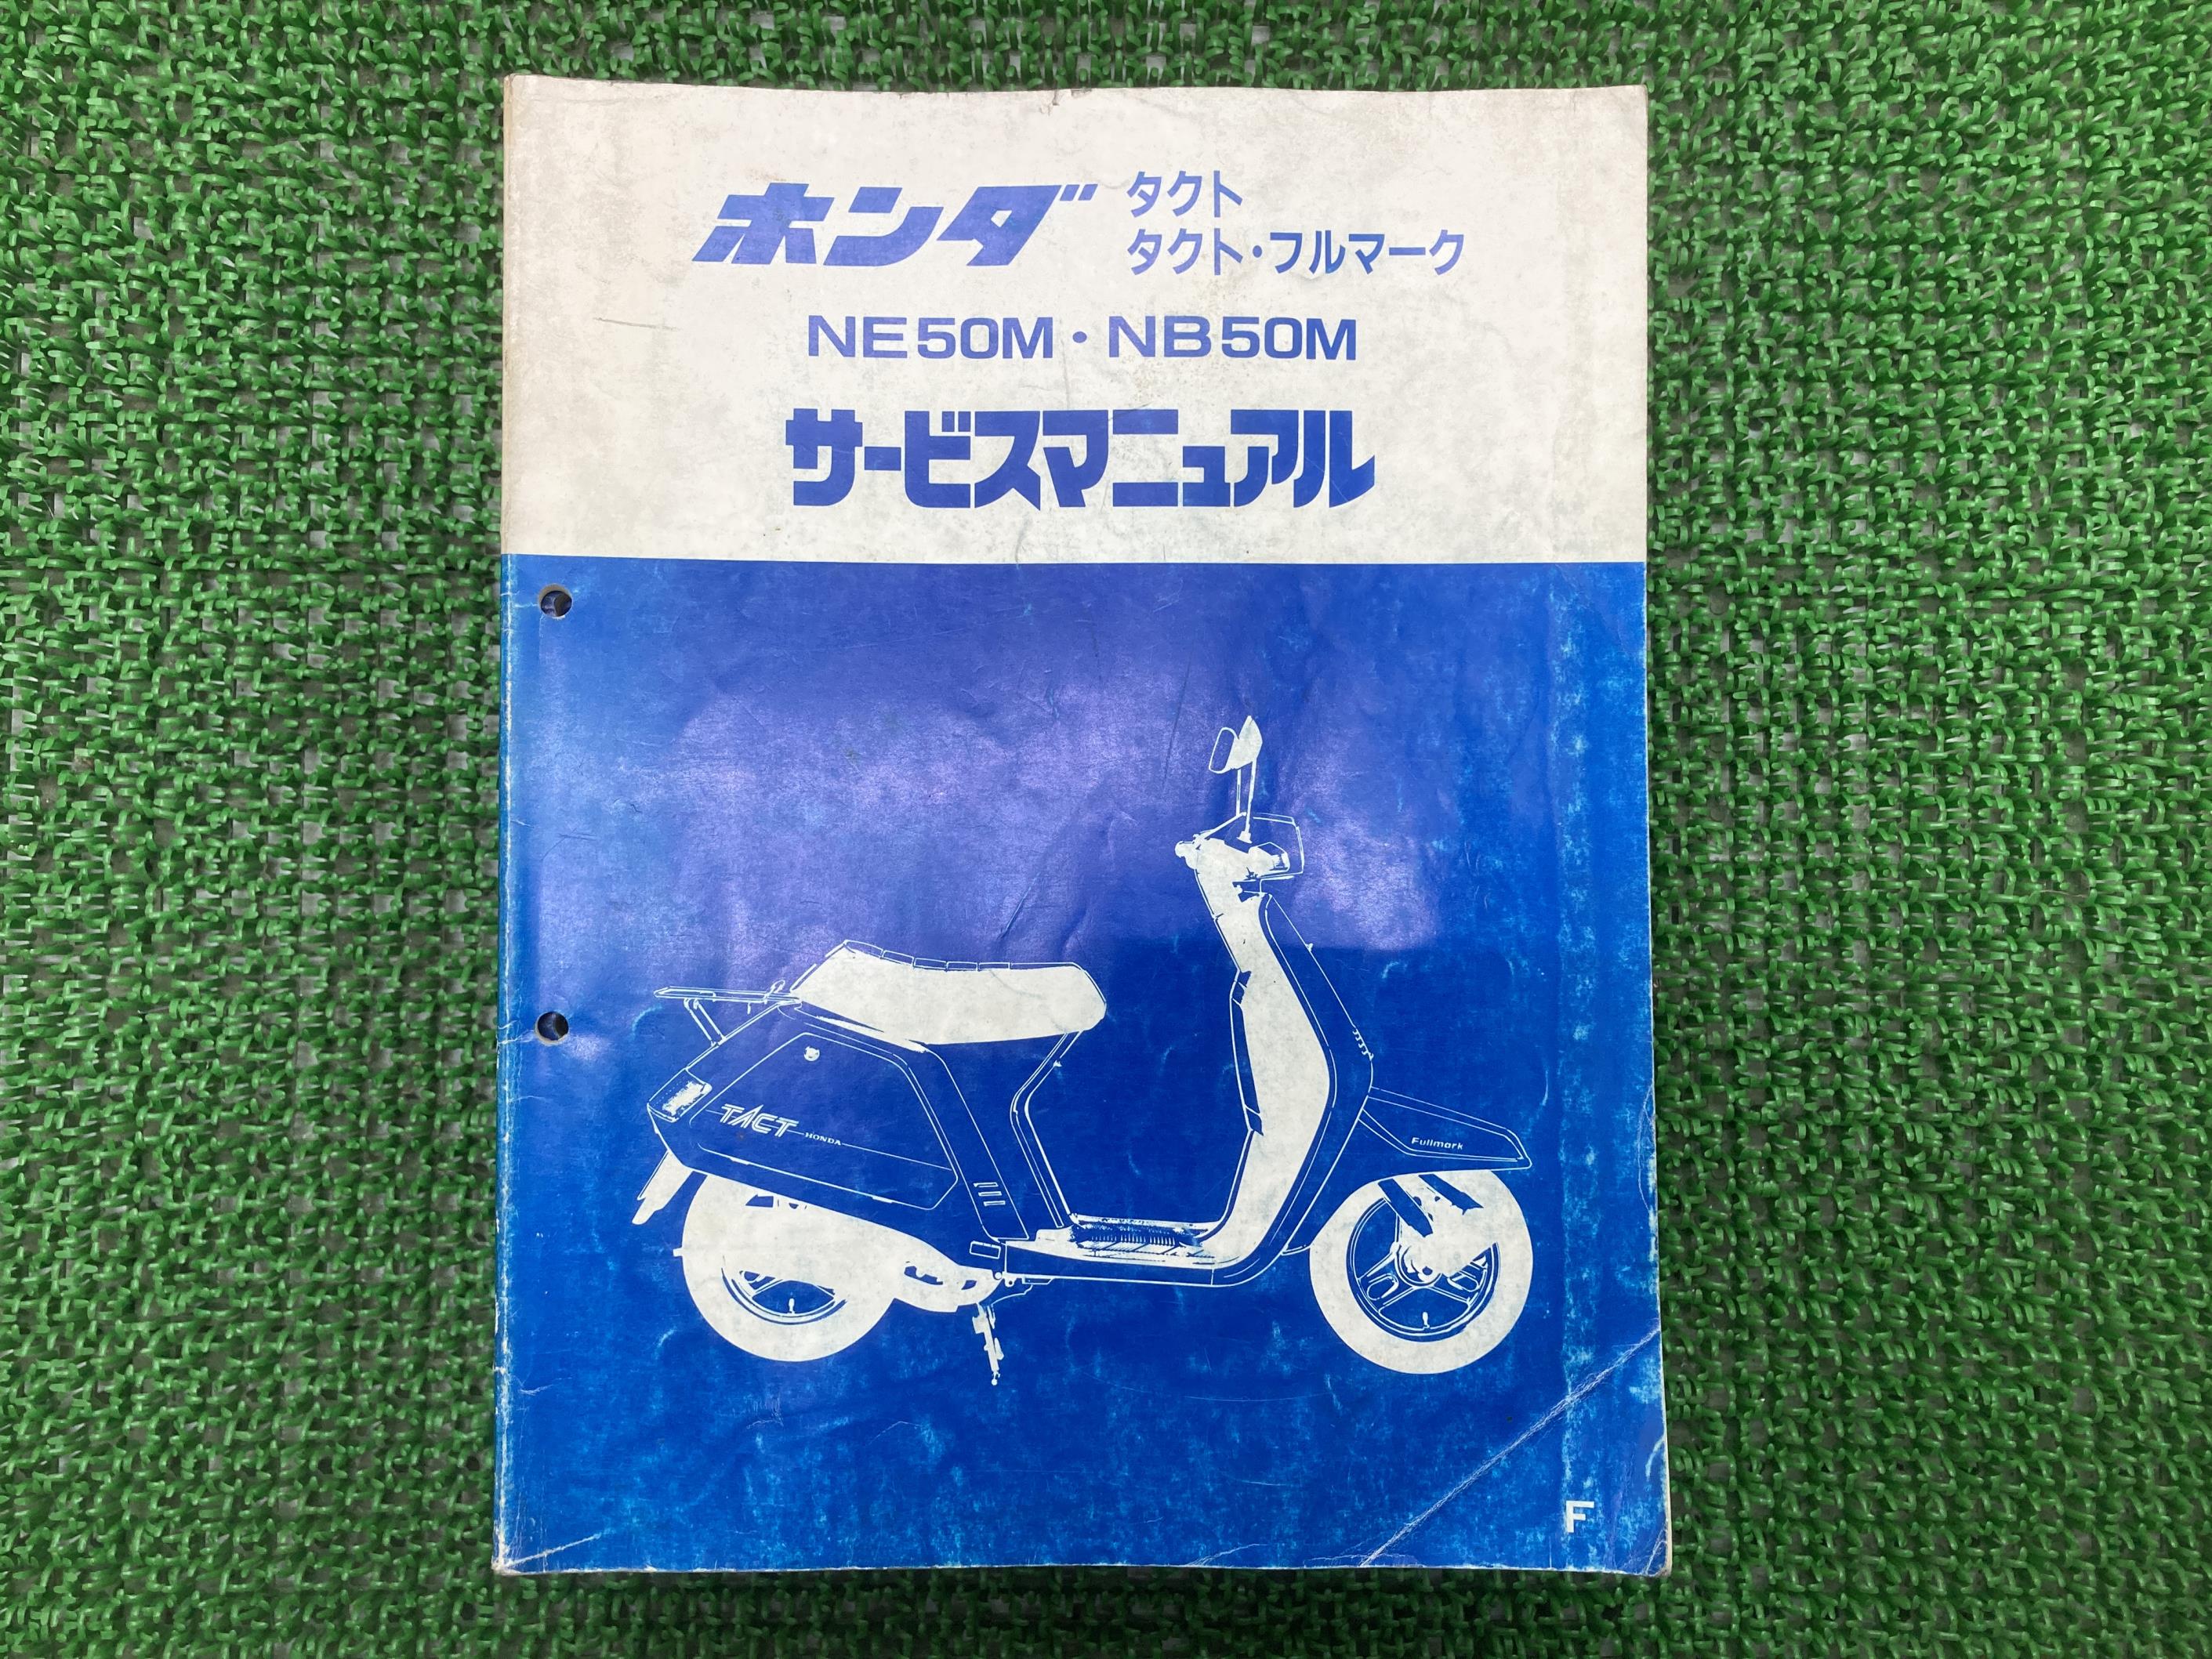 ホンダ タクト
タクト・フルマーク
NE50M・NB50M
サービスマニュアル
TACT HONDA
Fullmark
F